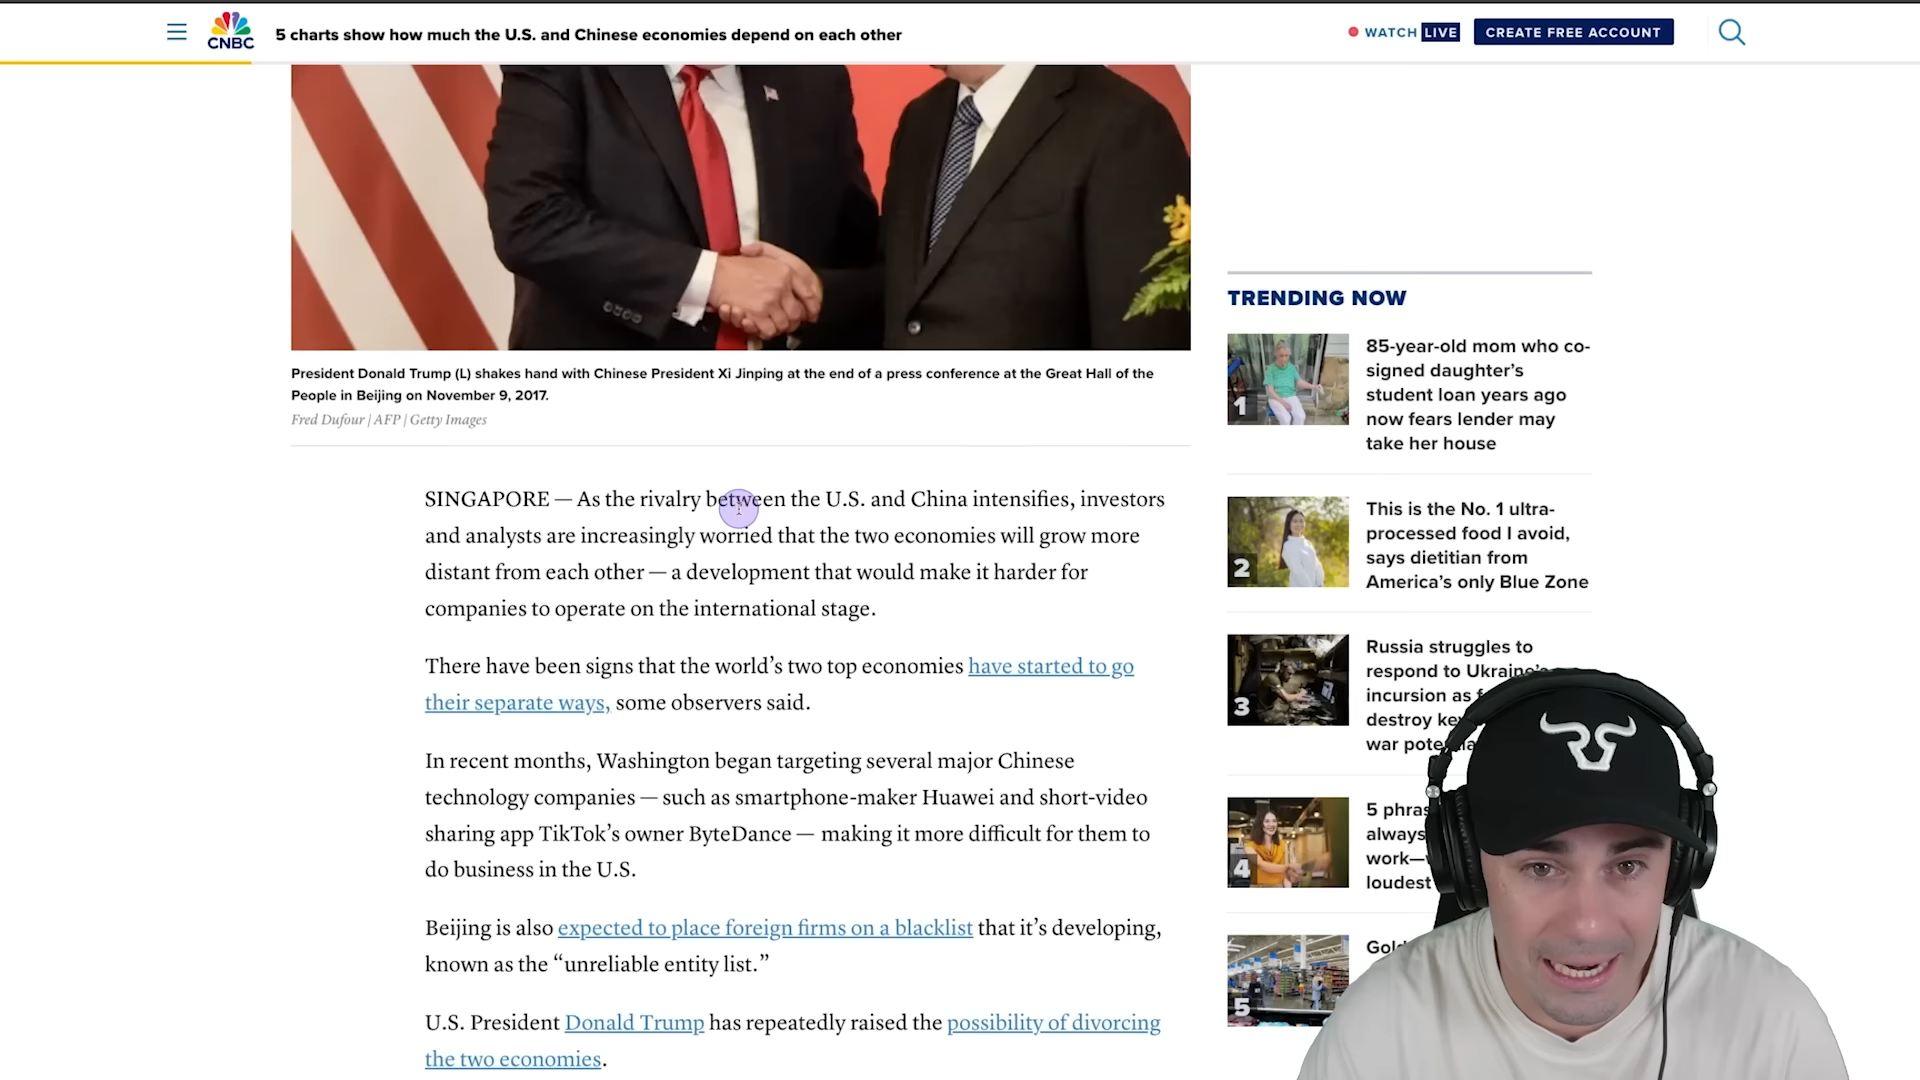 CNBC
5 charts show how much the U.S. and Chinese economies depend on each other
WATCH LIVE
CREATE FREE ACCOUNT
President Donald Trump (L) shakes hand with Chinese President Xi Jinping at the end of a press conference at the Great Hall of the
People in Beijing on November 9, 2017.
Fred Dufour | AFP | Getty Images
SINGAPORE — As the rivalry between the U.S. and China intensifies, investors
and analysts are increasingly worried that the two economies will grow more
distant from each other — a development that would make it harder for
companies to operate on the international stage.
There have been signs that the world’s two top economies have started to go
their separate ways, some observers said.
In recent months, Washington began targeting several major Chinese
technology companies — such as smartphone-maker Huawei and short-video
sharing app TikTok’s owner ByteDance — making it more difficult for them to
do business in the U.S.
Beijing is also expected to place foreign firms on a blacklist that it’s developing,
known as the “unreliable entity list.”
U.S. President Donald Trump has repeatedly raised the possibility of divorcing
the two economies.
TRENDING NOW
1
85-year-old mom who co-
signed daughter’s
student loan years ago
now fears lender may
take her house
2
This is the No. 1 ultra-
processed food I avoid,
says dietitian from
America’s only Blue Zone
3
Russia struggles to
respond to Ukraine’s
incursion as
destroy
war
4
5
always
work—
loudest
5